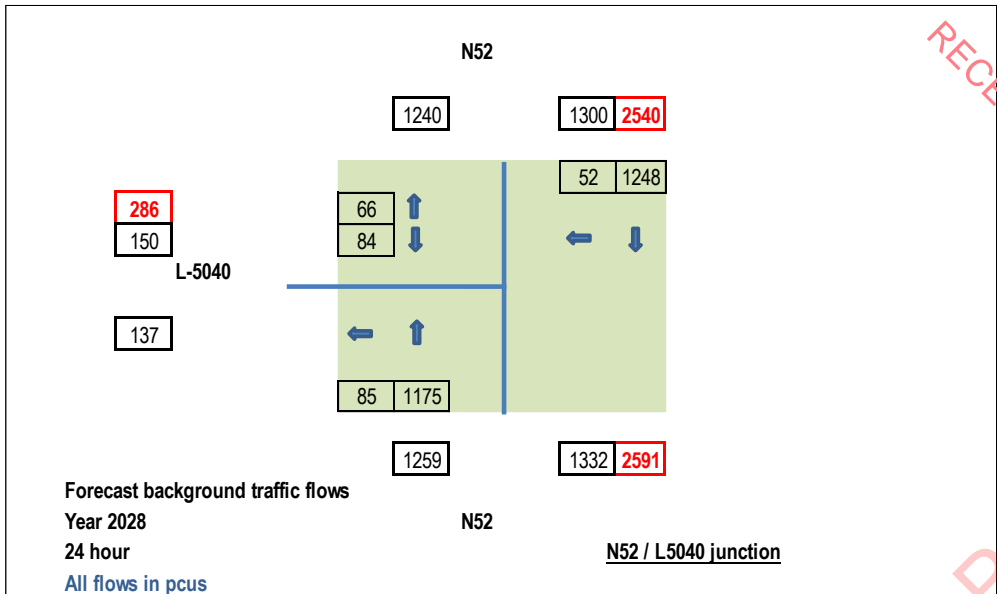 N52
RECE
1240
1300 2540
52 1248
286
66
150
84
L-5040
137
85 1175
1259
1332 2591
Forecast background traffic flows
Year 2028
N52
24 hour
N52 / L5040 junction
All flows in pcus